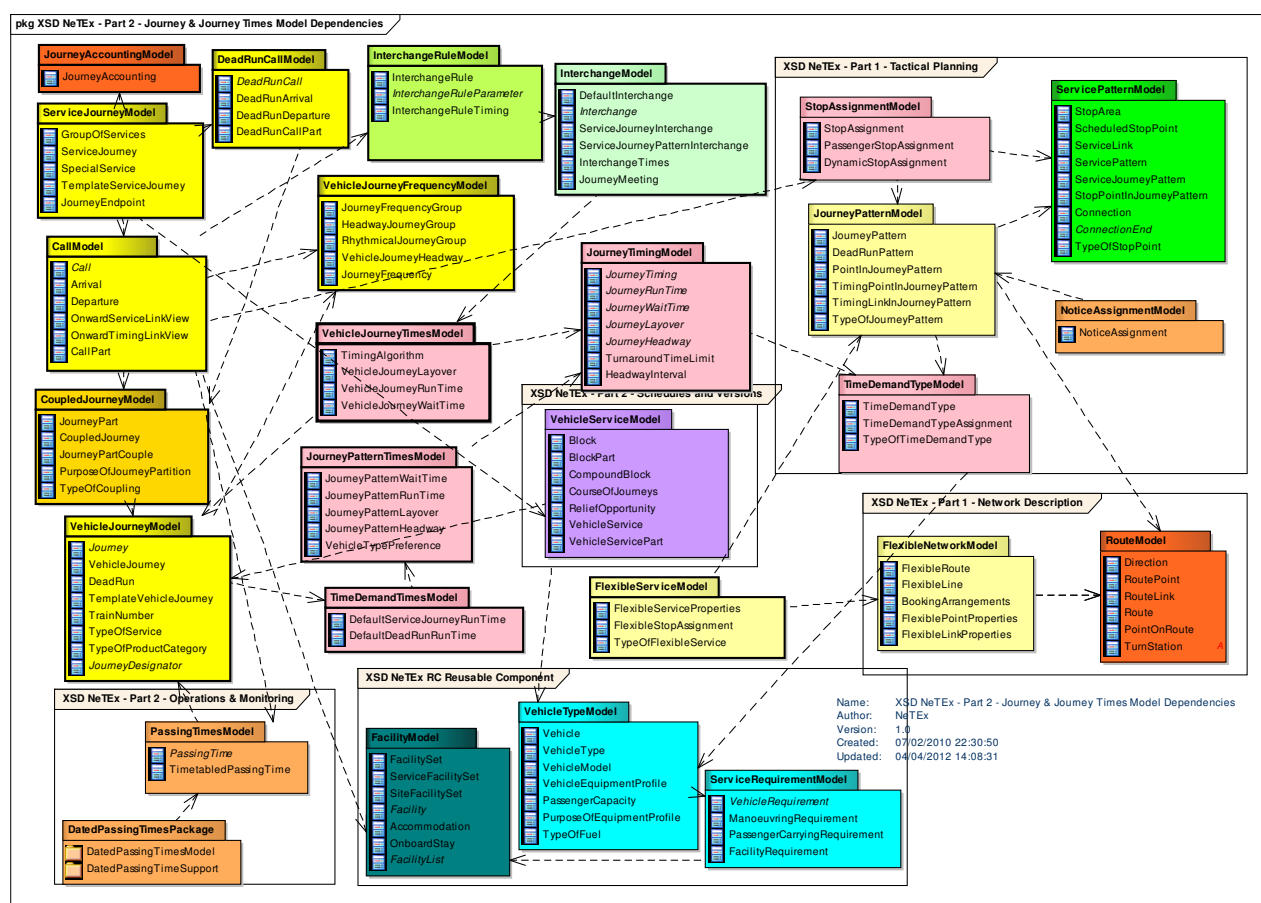 pkg XSD NeTEx - Part 2 - Journey & Journey Times Model Dependencies
JourneyAccountingModel
JourneyAccounting
ServiceJourneyModel
GroupOfServices
ServiceJourney
SpecialService
TemplateServiceJourney
JourneyEndpoint
CallModel
Call
Arrival
Departure
OnwardServiceLinkView
OnwardTimingLinkView
CallPart
CoupledJourneyModel
JourneyPart
CoupledJourney
JourneyPartCouple
PurposeOfJourneyPartition
TypeOfCoupling
VehicleJourneyModel
Journey
VehicleJourney
DeadRun
TemplateVehicleJourney
TrainNumber
TypeOfService
TypeOfProductCategory
JourneyDesignator
DeadRunCallModel
DeadRunCall
DeadRunArrival
DeadRunDeparture
DeadRunCallPart
InterchangeRuleModel
InterchangeRule
InterchangeRuleParameter
InterchangeRuleTiming
InterchangeModel
DefaultInterchange
Interchange
ServiceJourneyInterchange
ServiceJourneyPatternInterchange
InterchangeTimes
JourneyMeeting
VehicleJourneyFrequencyModel
JourneyFrequencyGroup
HeadwayJourneyGroup
RhythmicalJourneyGroup
VehicleJourneyHeadway
JourneyFrequency
VehicleJourneyTimesModel
TimingAlgorithm
VehicleJourneyLayover
VehicleJourneyRunTime
VehicleJourneyWaitTime
JourneyTimingModel
JourneyTiming
JourneyRunTime
JourneyWaitTime
JourneyLayover
JourneyHeadway
TurnaroundTimeLimit
HeadwayInterval
JourneyPatternTimesModel
JourneyPatternWaitTime
JourneyPatternRunTime
JourneyPatternLayover
JourneyPatternHeadway
VehicleTypePreference
TimeDemandTimesModel
DefaultServiceJourneyRunTime
DefaultDeadRunRunTime
XSD NeTEx - Part 2 - Schedules and Versions
VehicleServiceModel
Block
BlockPart
CompoundBlock
CourseOfJourneys
ReliefOpportunity
VehicleService
VehicleServicePart
FlexibleServiceModel
FlexibleServiceProperties
FlexibleStopAssignment
TypeOfFlexibleService
XSD NeTEx - Part 1 - Tactical Planning
StopAssignmentModel
StopAssignment
PassengerStopAssignment
DynamicStopAssignment
ServicePatternModel
StopArea
ScheduledStopPoint
ServiceLink
ServicePattern
ServiceJourneyPattern
StopPointInJourneyPattern
Connection
ConnectionEnd
TypeOfStopPoint
JourneyPatternModel
JourneyPattern
DeadRunPattern
PointInJourneyPattern
TimingPointInJourneyPattern
TimingLinkInJourneyPattern
TypeOfJourneyPattern
NoticeAssignmentModel
NoticeAssignment
TimeDemandTypeModel
TimeDemandType
TimeDemandTypeAssignment
TypeOfTimeDemandType
XSD NeTEx - Part 1 - Network Description
FlexibleNetworkModel
FlexibleRoute
FlexibleLine
BookingArrangements
FlexiblePointProperties
FlexibleLinkProperties
RouteModel
Direction
RoutePoint
RouteLink
Route
PointOnRoute
TurnStation
A
XSD NeTEx - Part 2 - Operations & Monitoring
PassingTimesModel
PassingTime
TimetabledPassingTime
DatedPassingTimesPackage
DatedPassingTimesModel
DatedPassingTimeSupport
XSD NeTEx RC Reusable Component
FacilityModel
FacilitySet
ServiceFacilitySet
SiteFacilitySet
Facility
Accommodation
OnboardStay
FacilityList
VehicleTypeModel
Vehicle
VehicleType
VehicleModel
VehicleEquipmentProfile
PassengerCapacity
PurposeOfEquipmentProfile
TypeOfFuel
ServiceRequirementModel
VehicleRequirement
ManoeuvringRequirement
PassengerCarryingRequirement
FacilityRequirement
Name: XSD NeTEx - Part 2 - Journey & Journey Times Model Dependencies
Author: NeTEx
Version: 1.0
Created: 07/02/2010 22:30:50
Updated: 04/04/2012 14:08:31